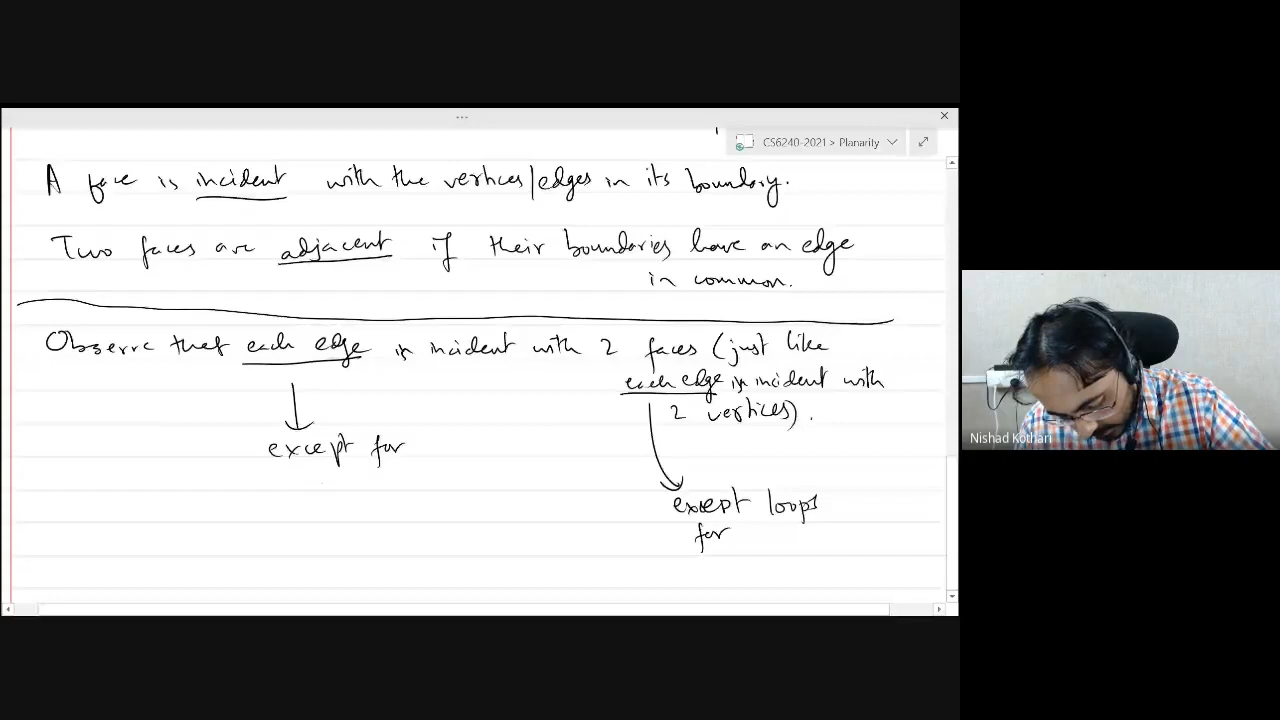 CS6240-2021 > Planarity
A face is incident with the vertices/edges in its boundary.
Two faces are adjacent if their boundaries have an edge
in common.
Observe that each edge is incident with 2 faces (just like
each edge is incident with
2 vertices).
except for
except loops
for
Nishad Kothari